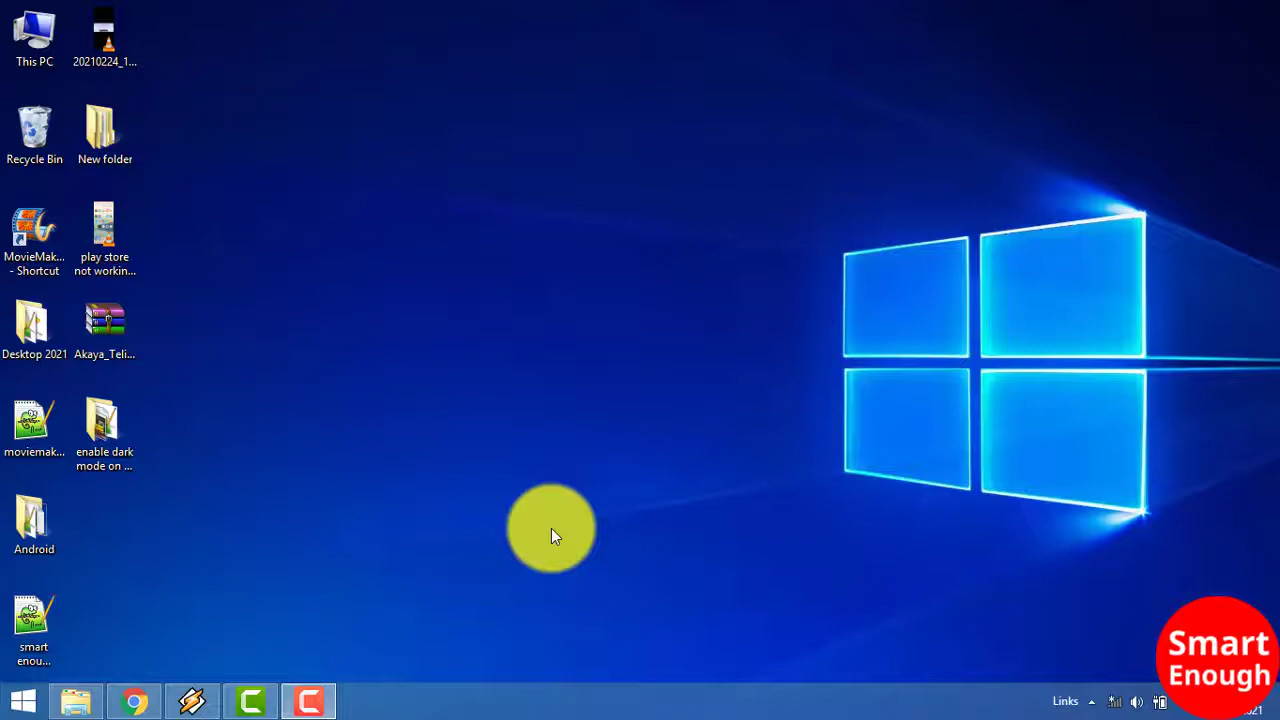 This PC
20210224_1...
Recycle Bin
New folder
MovieMak...
- Shortcut
play store
not workin...
Desktop 2021
Akaya_Teli...
moviemak...
enable dark
mode on ...
Android
smart
enou...
Links
Smart
Enough